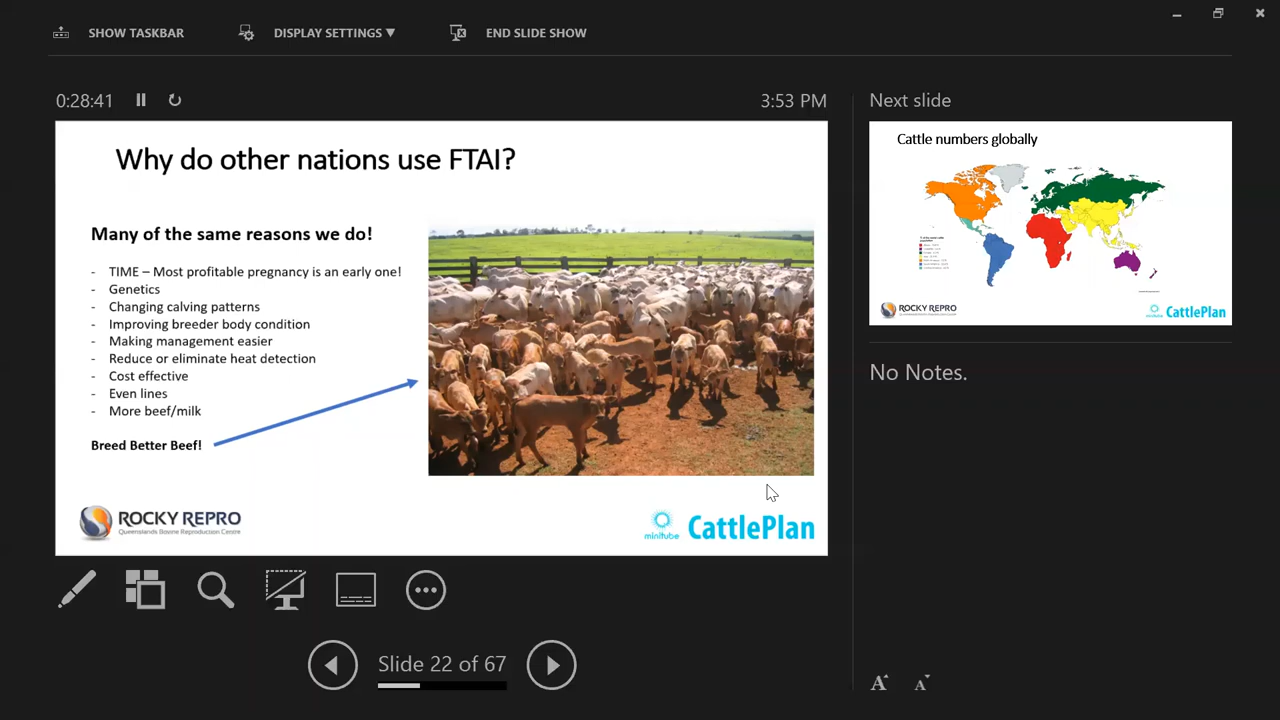 SHOW TASKBAR
DISPLAY SETTINGS ▼
END SLIDE SHOW
0:28:41
3:53 PM
Next slide
Why do other nations use FTAI?
Many of the same reasons we do!
- TIME – Most profitable pregnancy is an early one!
- Genetics
- Changing calving patterns
- Improving breeder body condition
- Making management easier
- Reduce or eliminate heat detection
- Cost effective
- Even lines
- More beef/milk
Breed Better Beef!
ROCKY REPRO
Queenslands Bovine Reproduction Centre
minitube CattlePlan
Cattle numbers globally
ROCKY REPRO
minitube CattlePlan
No Notes.
Slide 22 of 67
A A